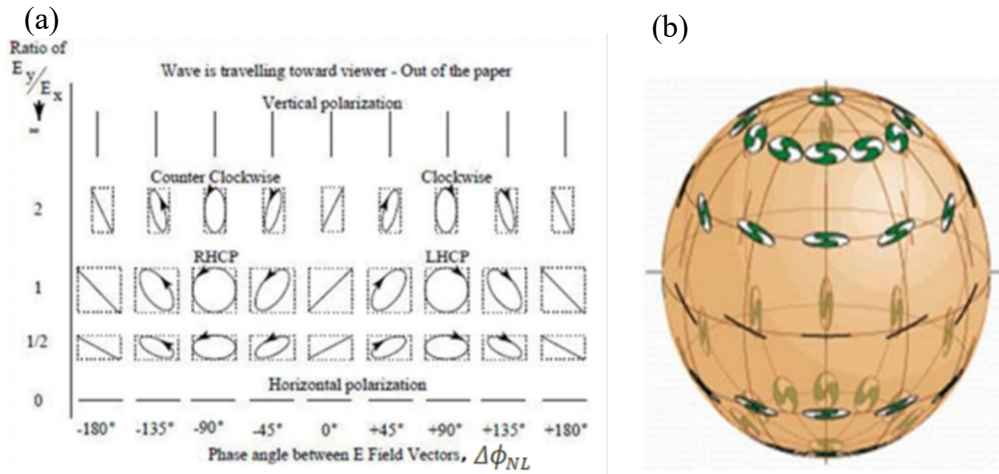 (a)
(b)
Ratio of
E y/E x
Wave is travelling toward viewer - Out of the paper
Vertical polarization
∞
Counter Clockwise Clockwise
2
RHCP LHCP
1
1/2
Horizontal polarization
0
-180° -135° -90° -45° 0° +45° +90° +135° +180°
Phase angle between E Field Vectors, Δϕ_NL